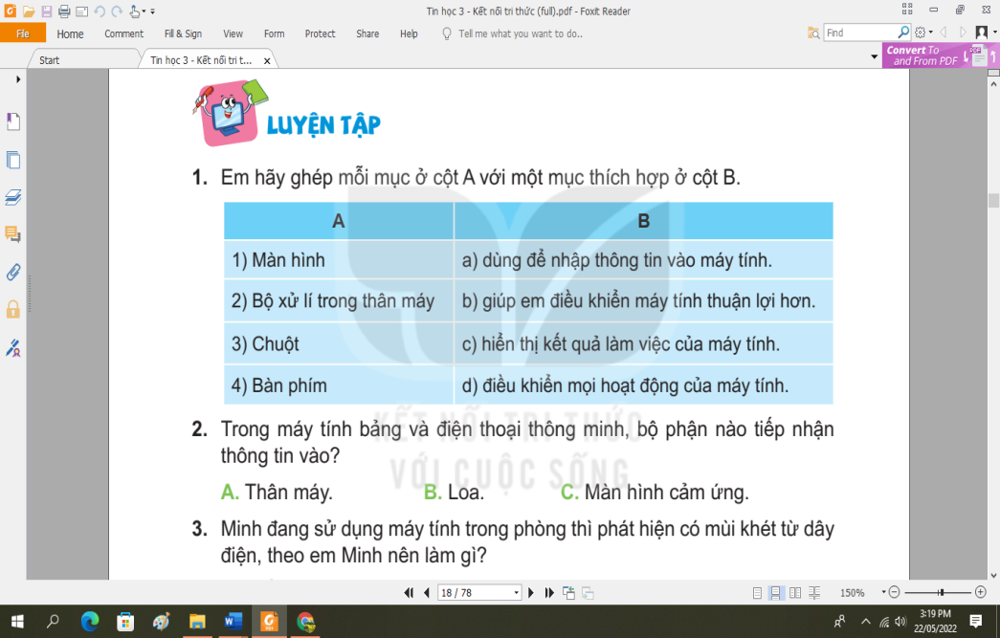 Tin học 3 - Kết nối tri thức (full).pdf - Foxit Reader
File Home Comment Fill & Sign View Form Protect Share Help Tell me what you want to do.. Find
Start Tin học 3 - Kết nối tri t... × Convert To and From PDF
LUYỆN TẬP
1. Em hãy ghép mỗi mục ở cột A với một mục thích hợp ở cột B.
A B
1) Màn hình a) dùng để nhập thông tin vào máy tính.
2) Bộ xử lí trong thân máy b) giúp em điều khiển máy tính thuận lợi hơn.
3) Chuột c) hiển thị kết quả làm việc của máy tính.
4) Bàn phím d) điều khiển mọi hoạt động của máy tính.
KẾT NỐI TRI THỨC
2. Trong máy tính bảng và điện thoại thông minh, bộ phận nào tiếp nhận
thông tin vào?
VỚI CUỘC SỐNG
A. Thân máy. B. Loa. C. Màn hình cảm ứng.
3. Minh đang sử dụng máy tính trong phòng thì phát hiện có mùi khét từ dây
điện, theo em Minh nên làm gì?
18 / 78 150%
3:19 PM
22/05/2022